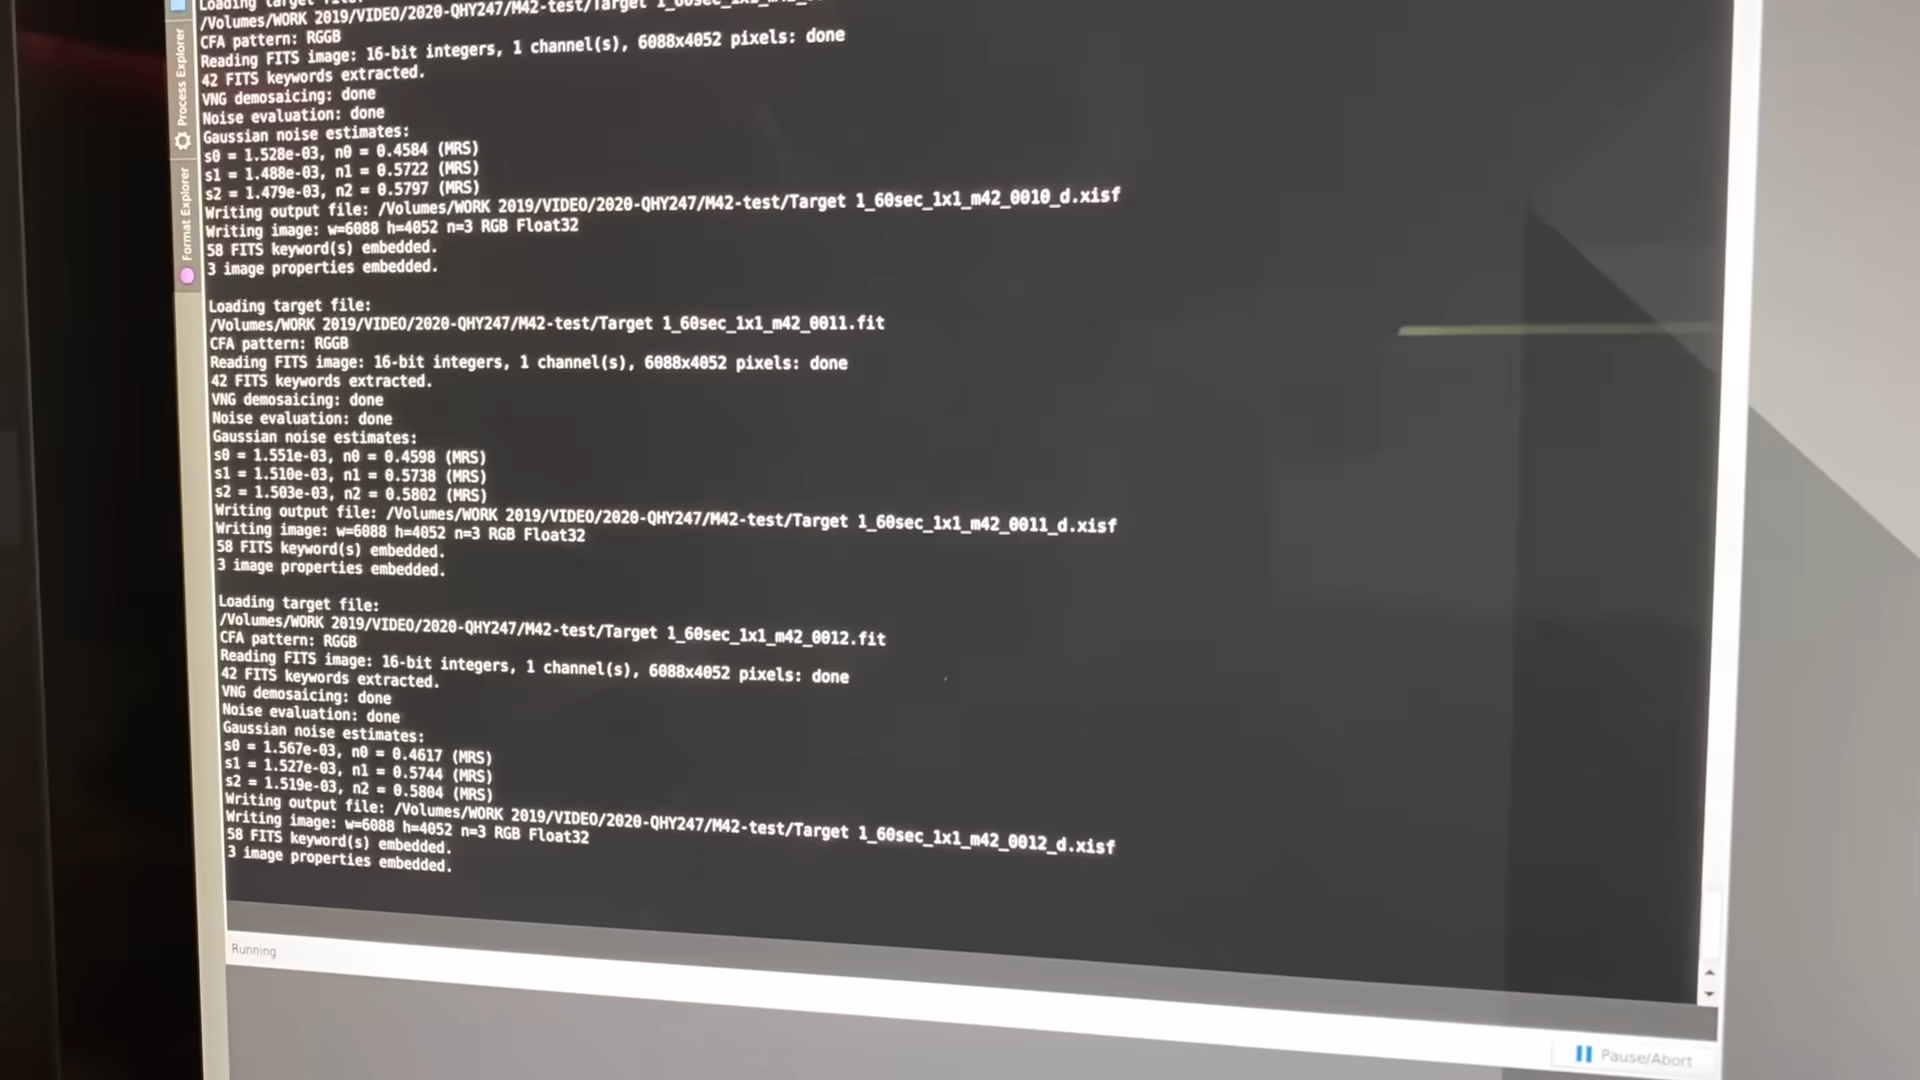 Loading target file:
/Volumes/WORK 2019/VIDEO/2020-QHY247/M42-test/Target
CFA pattern: RGGB
Reading FITS image: 16-bit integers, 1 channel(s), 6088x4052 pixels: done
42 FITS keywords extracted.
VNG demosaicing: done
Noise evaluation: done
Gaussian noise estimates:
s0 = 1.528e-03, n0 = 0.4584 (MRS)
s1 = 1.488e-03, n1 = 0.5722 (MRS)
s2 = 1.479e-03, n2 = 0.5797 (MRS)
Writing output file: /Volumes/WORK 2019/VIDEO/2020-QHY247/M42-test/Target 1_60sec_1x1_m42_0010_d.xisf
Writing image: w=6088 h=4052 n=3 RGB Float32
58 FITS keyword(s) embedded.
3 image properties embedded.
Loading target file:
/Volumes/WORK 2019/VIDEO/2020-QHY247/M42-test/Target 1_60sec_1x1_m42_0011.fit
CFA pattern: RGGB
Reading FITS image: 16-bit integers, 1 channel(s), 6088x4052 pixels: done
42 FITS keywords extracted.
VNG demosaicing: done
Noise evaluation: done
Gaussian noise estimates:
s0 = 1.551e-03, n0 = 0.4598 (MRS)
s1 = 1.510e-03, n1 = 0.5738 (MRS)
s2 = 1.503e-03, n2 = 0.5802 (MRS)
Writing output file: /Volumes/WORK 2019/VIDEO/2020-QHY247/M42-test/Target 1_60sec_1x1_m42_0011_d.xisf
Writing image: w=6088 h=4052 n=3 RGB Float32
58 FITS keyword(s) embedded.
3 image properties embedded.
Loading target file:
/Volumes/WORK 2019/VIDEO/2020-QHY247/M42-test/Target 1_60sec_1x1_m42_0012.fit
CFA pattern: RGGB
Reading FITS image: 16-bit integers, 1 channel(s), 6088x4052 pixels: done
42 FITS keywords extracted.
VNG demosaicing: done
Noise evaluation: done
Gaussian noise estimates:
s0 = 1.567e-03, n0 = 0.4617 (MRS)
s1 = 1.527e-03, n1 = 0.5744 (MRS)
s2 = 1.519e-03, n2 = 0.5804 (MRS)
Writing output file: /Volumes/WORK 2019/VIDEO/2020-QHY247/M42-test/Target 1_60sec_1x1_m42_0012_d.xisf
Writing image: w=6088 h=4052 n=3 RGB Float32
58 FITS keyword(s) embedded.
3 image properties embedded.
Running
Pause/Abort
Process Explorer
Format Explorer